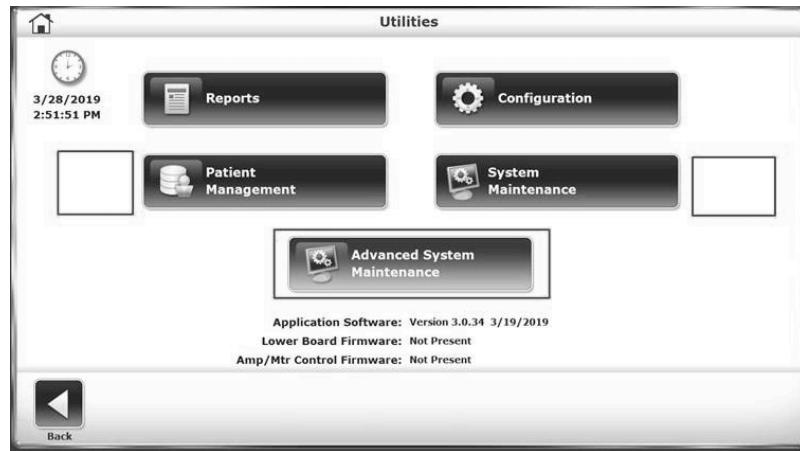 Utilities
3/28/2019
2:51:51 PM
Reports
Configuration
Patient
Management
System
Maintenance
Advanced System
Maintenance
Application Software: Version 3.0.34 3/19/2019
Lower Board Firmware: Not Present
Amp/Mtr Control Firmware: Not Present
Back